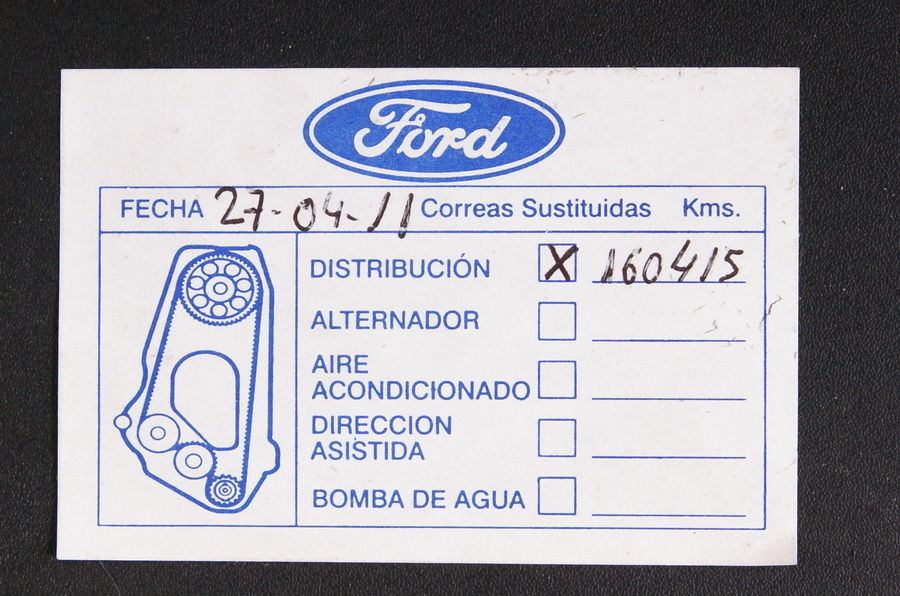 Ford
FECHA 27-04-11 Correas Sustituidas Kms.
DISTRIBUCIÓN X 160415
ALTERNADOR
AIRE
ACONDICIONADO
DIRECCION
ASISTIDA
BOMBA DE AGUA